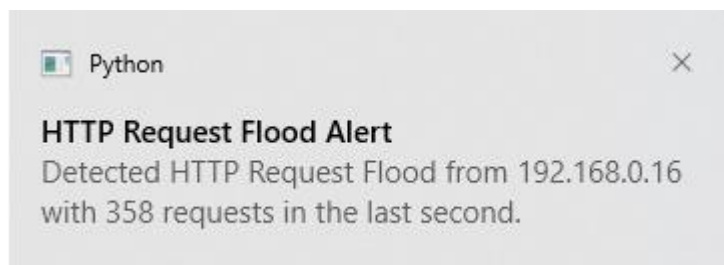 Python
HTTP Request Flood Alert
Detected HTTP Request Flood from 192.168.0.16
with 358 requests in the last second.